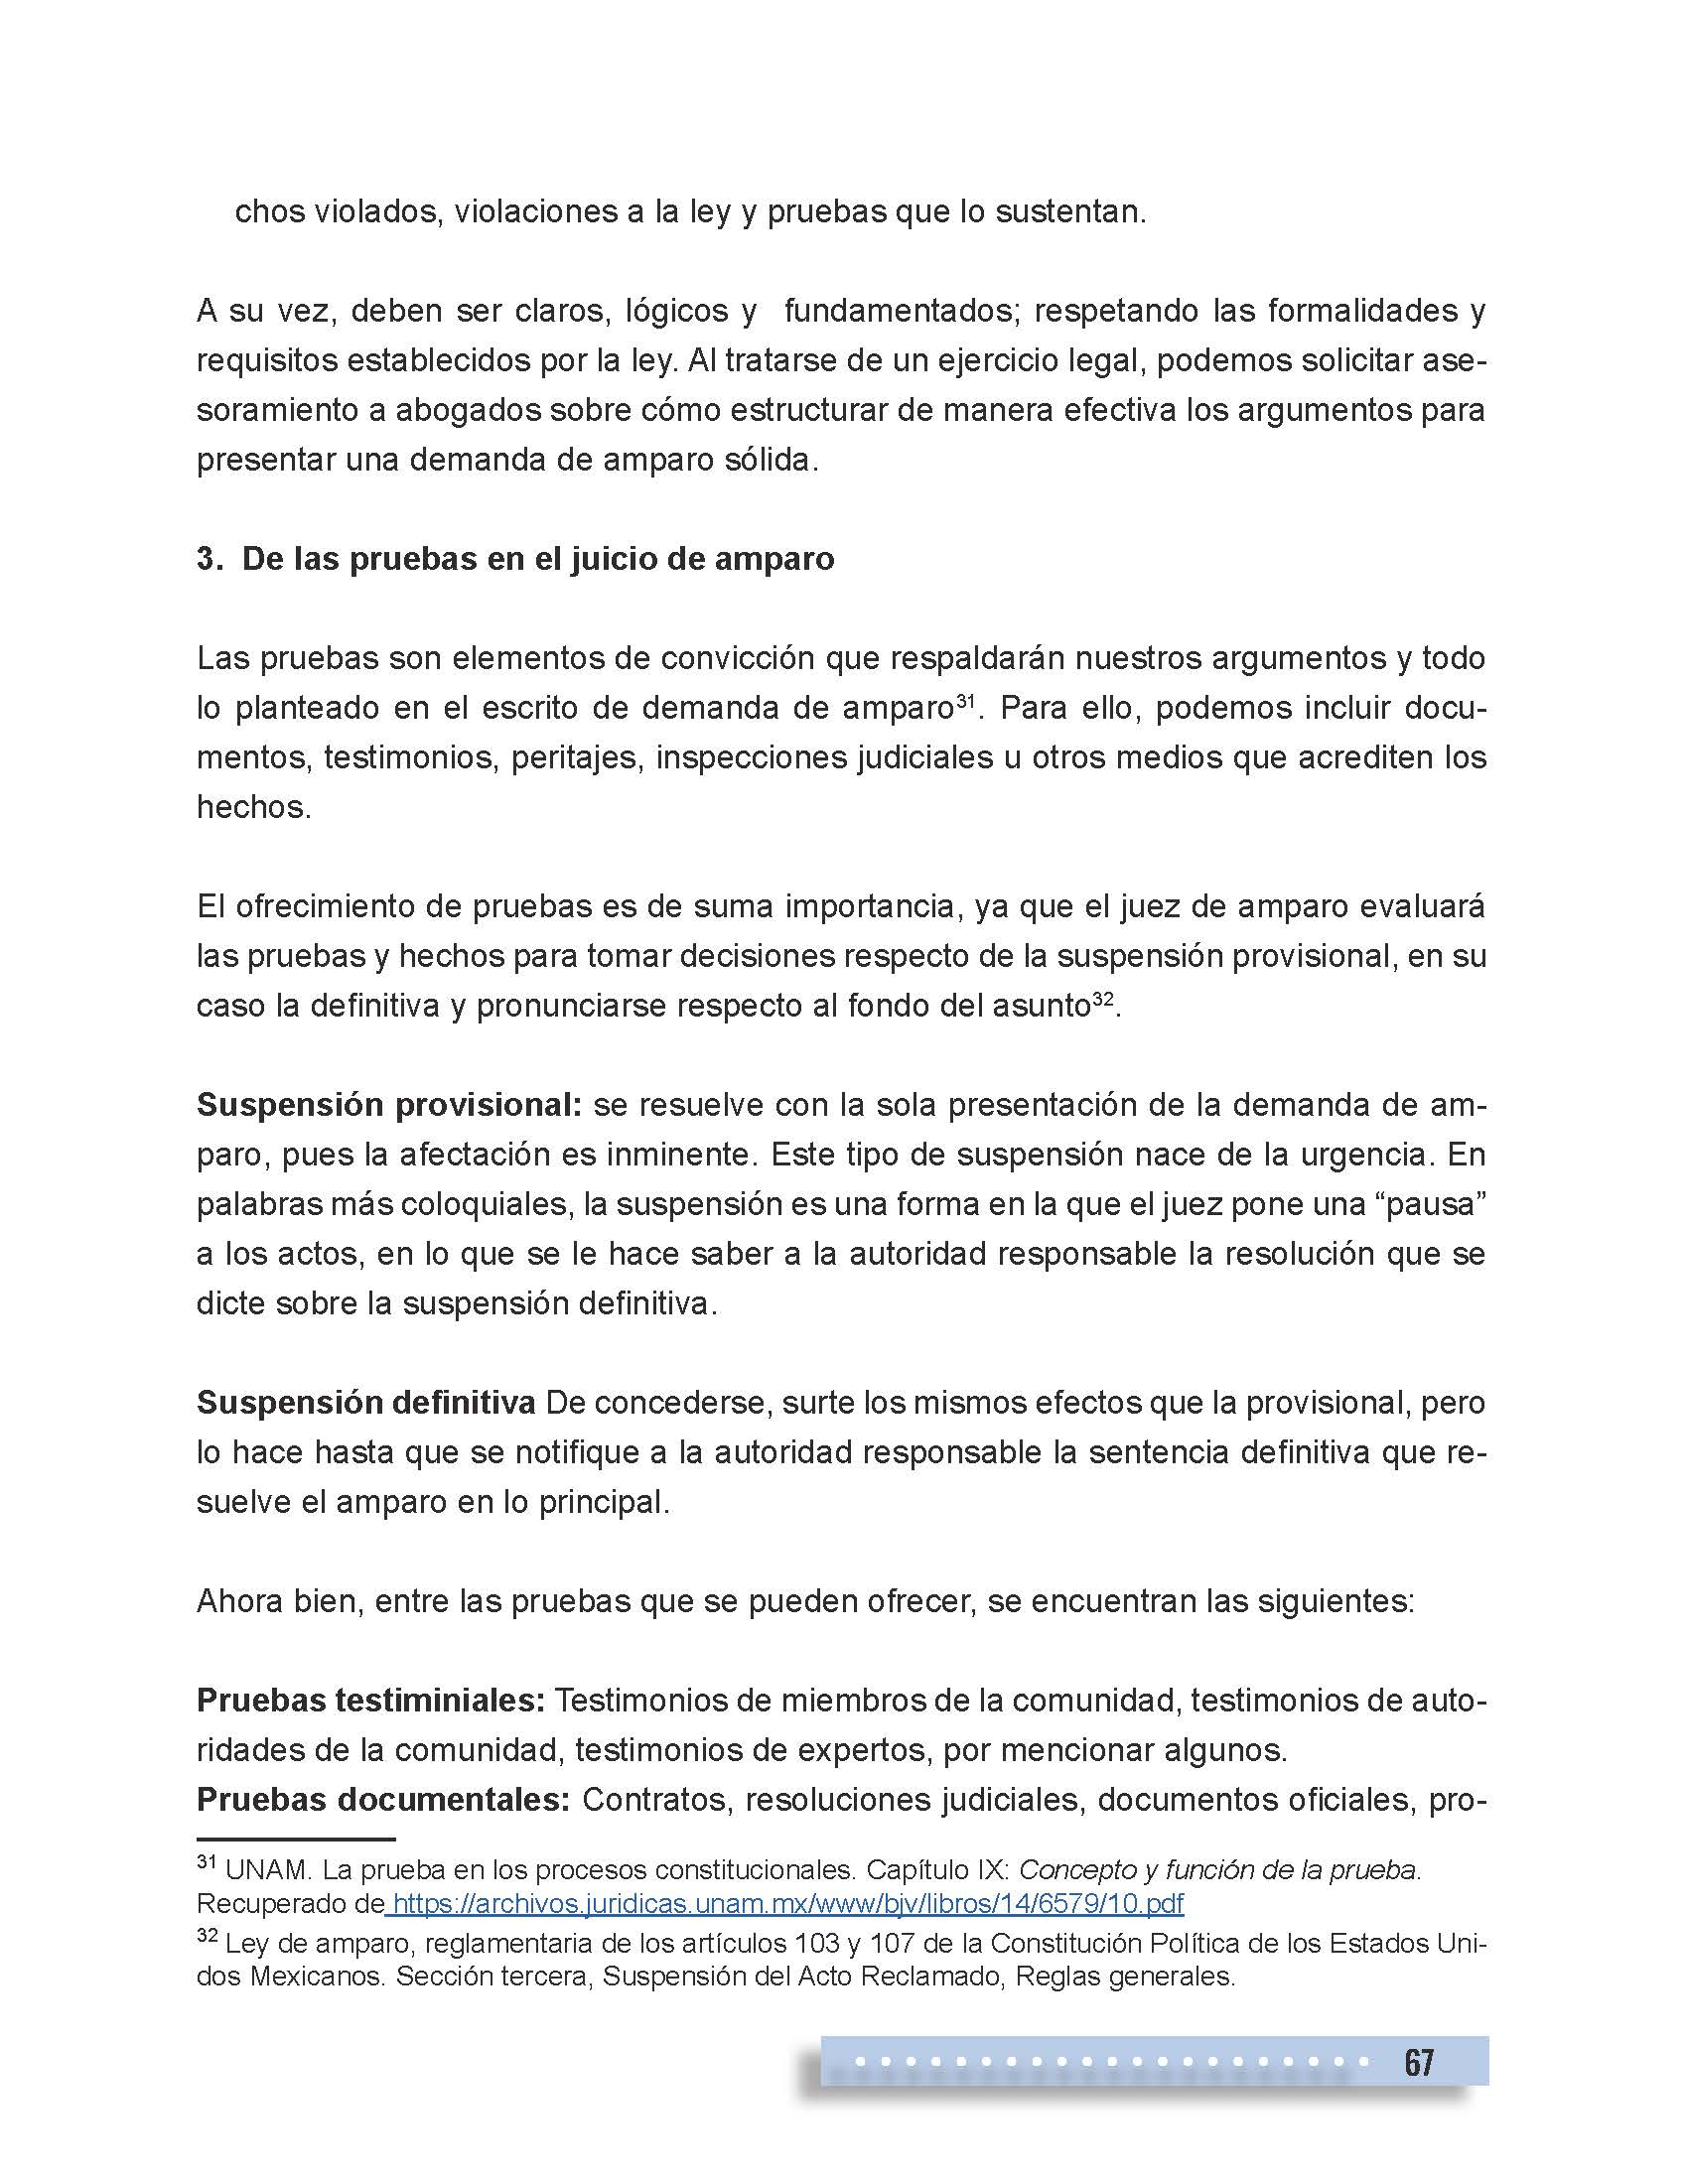 chos violados, violaciones a la ley y pruebas que lo sustentan.
A su vez, deben ser claros, lógicos y  fundamentados; respetando las formalidades y
requisitos establecidos por la ley. Al tratarse de un ejercicio legal, podemos solicitar ase-
soramiento a abogados sobre cómo estructurar de manera efectiva los argumentos para
presentar una demanda de amparo sólida.
3.  De las pruebas en el juicio de amparo
Las pruebas son elementos de convicción que respaldarán nuestros argumentos y todo
lo planteado en el escrito de demanda de amparo³¹. Para ello, podemos incluir docu-
mentos, testimonios, peritajes, inspecciones judiciales u otros medios que acrediten los
hechos.
El ofrecimiento de pruebas es de suma importancia, ya que el juez de amparo evaluará
las pruebas y hechos para tomar decisiones respecto de la suspensión provisional, en su
caso la definitiva y pronunciarse respecto al fondo del asunto³².
Suspensión provisional: se resuelve con la sola presentación de la demanda de am-
paro, pues la afectación es inminente. Este tipo de suspensión nace de la urgencia. En
palabras más coloquiales, la suspensión es una forma en la que el juez pone una “pausa”
a los actos, en lo que se le hace saber a la autoridad responsable la resolución que se
dicte sobre la suspensión definitiva.
Suspensión definitiva De concederse, surte los mismos efectos que la provisional, pero
lo hace hasta que se notifique a la autoridad responsable la sentencia definitiva que re-
suelve el amparo en lo principal.
Ahora bien, entre las pruebas que se pueden ofrecer, se encuentran las siguientes:
Pruebas testiminiales: Testimonios de miembros de la comunidad, testimonios de auto-
ridades de la comunidad, testimonios de expertos, por mencionar algunos.
Pruebas documentales: Contratos, resoluciones judiciales, documentos oficiales, pro-
³¹ UNAM. La prueba en los procesos constitucionales. Capítulo IX: Concepto y función de la prueba.
Recuperado de https://archivos.juridicas.unam.mx/www/bjv/libros/14/6579/10.pdf
³² Ley de amparo, reglamentaria de los artículos 103 y 107 de la Constitución Política de los Estados Uni-
dos Mexicanos. Sección tercera, Suspensión del Acto Reclamado, Reglas generales.
67